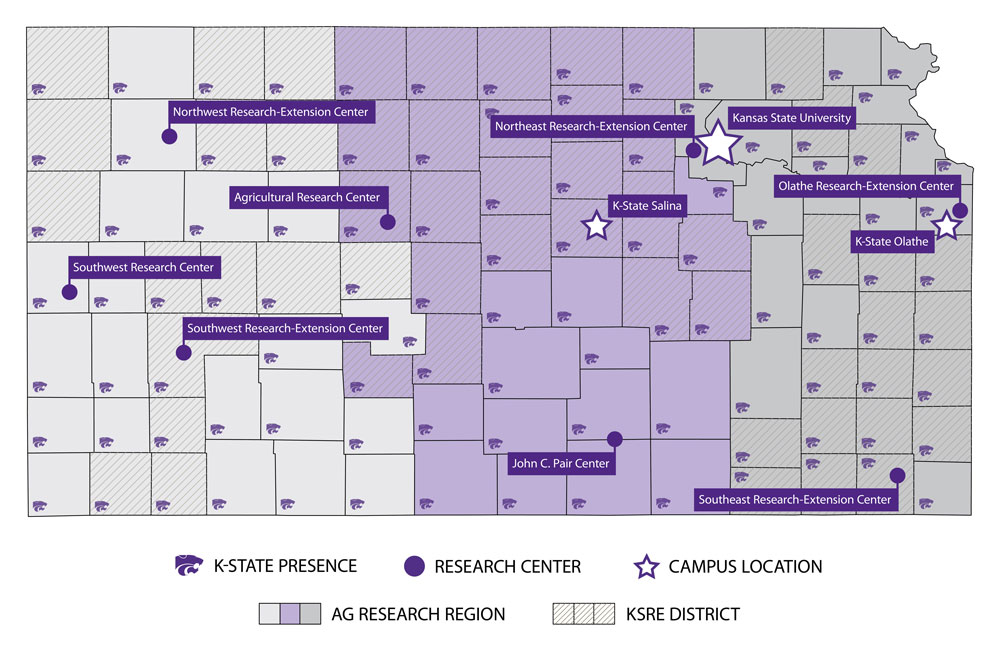 Northwest Research-Extension Center
Kansas State University
Northeast Research-Extension Center
Olathe Research-Extension Center
Agricultural Research Center
K-State Salina
K-State Olathe
Southwest Research Center
Southwest Research-Extension Center
John C. Pair Center
Southeast Research-Extension Center
K-STATE PRESENCE
RESEARCH CENTER
CAMPUS LOCATION
AG RESEARCH REGION
KSRE DISTRICT